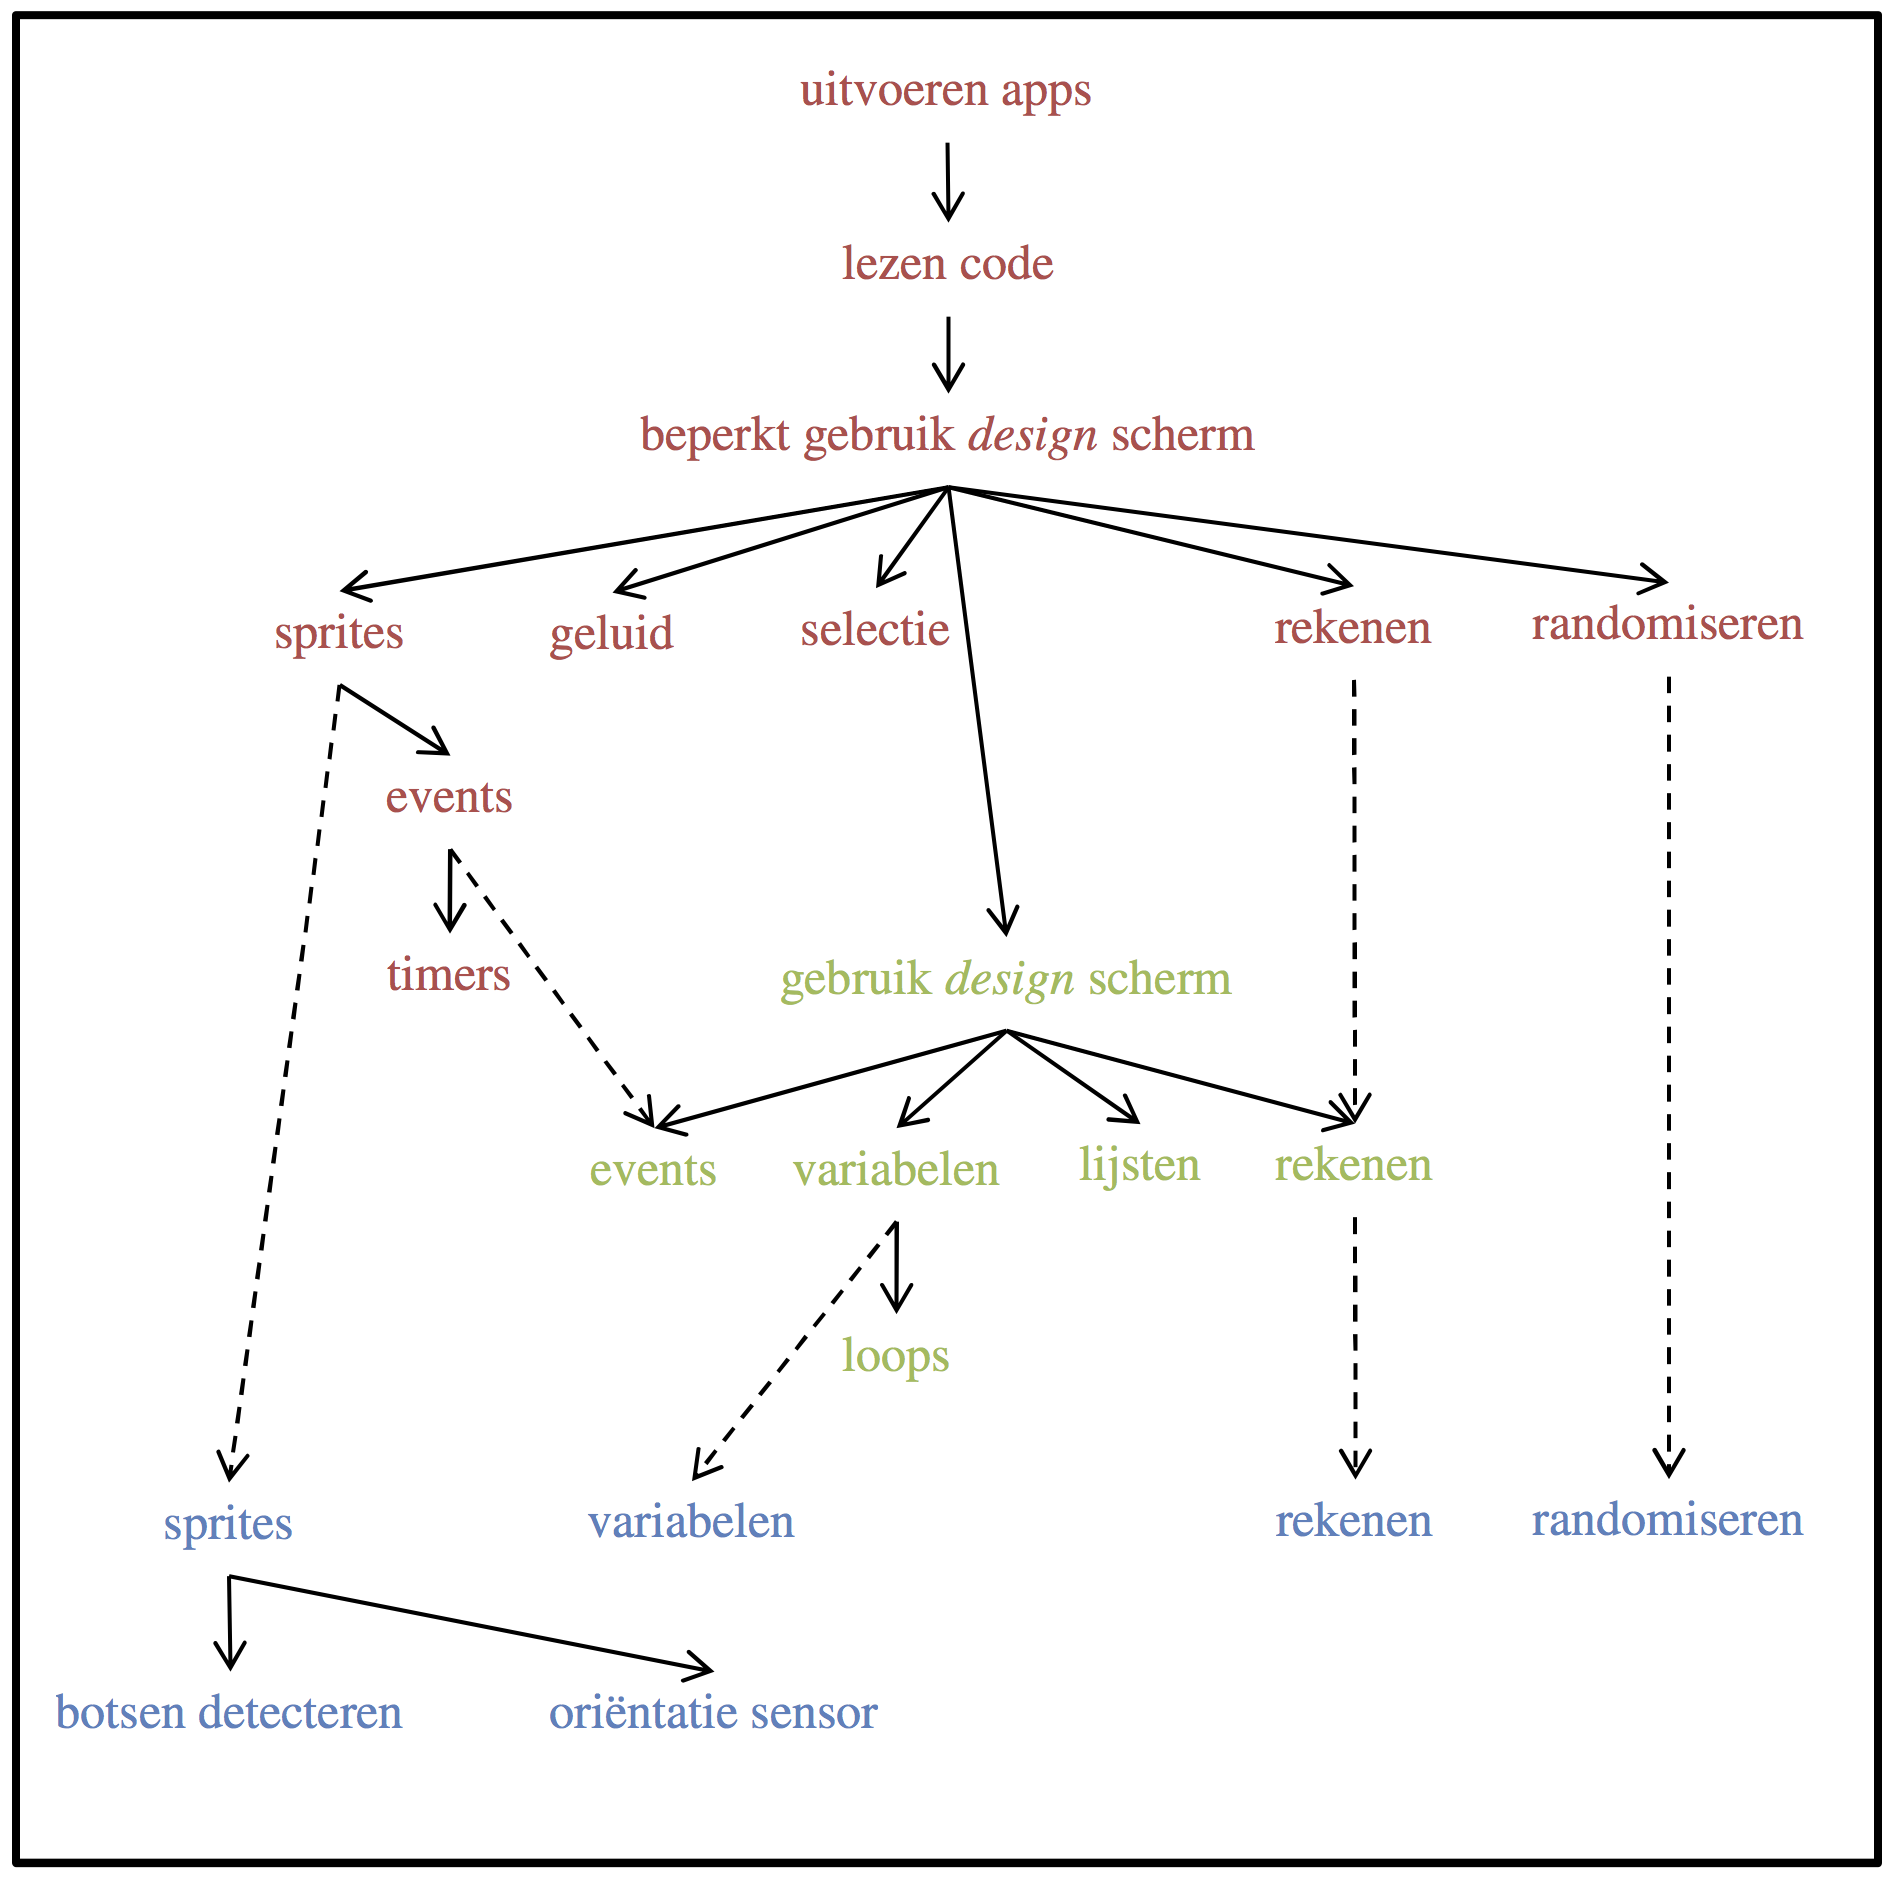 uitvoeren apps
lezen code
beperkt gebruik design scherm
sprites geluid selectie rekenen randomiseren
events
timers
gebruik design scherm
events variabelen lijsten rekenen
loops
sprites variabelen rekenen randomiseren
botsen detecteren oriëntatie sensor